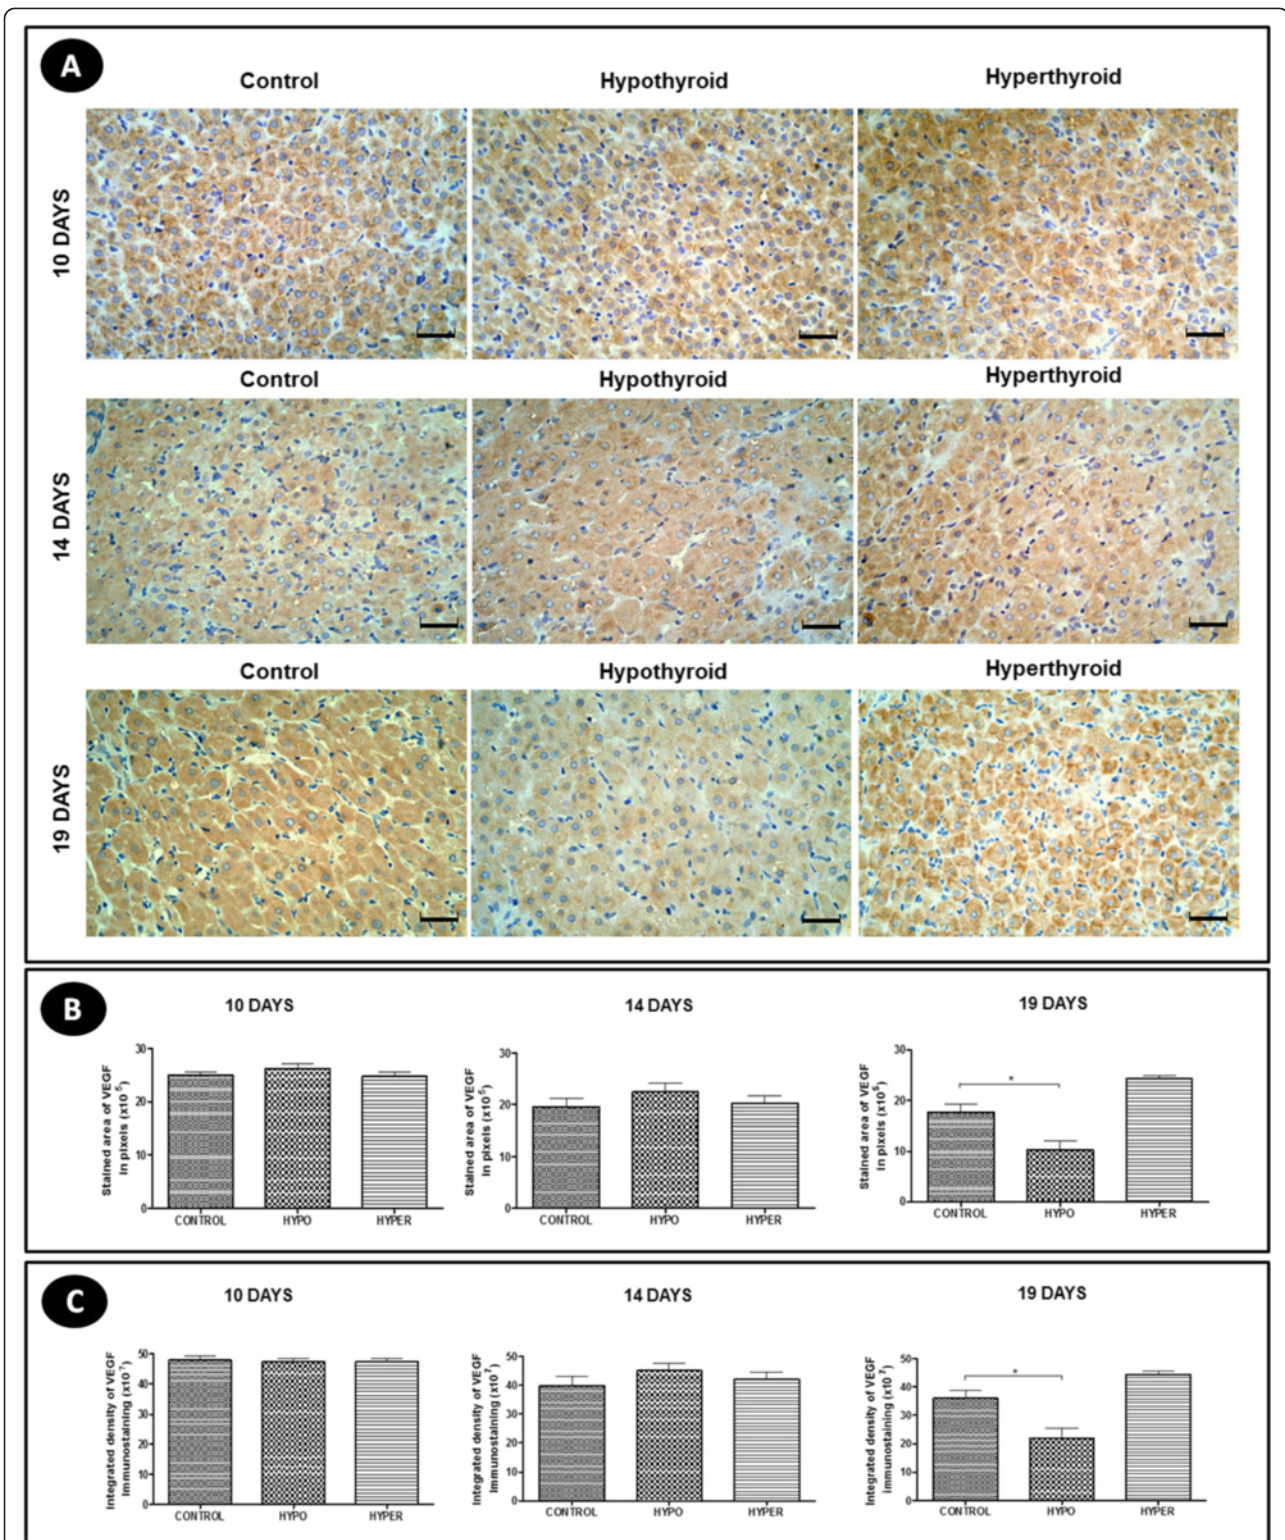 A
Control Hypothyroid Hyperthyroid
10 DAYS
Control Hypothyroid Hyperthyroid
14 DAYS
Control Hypothyroid Hyperthyroid
19 DAYS
B
10 DAYS 14 DAYS 19 DAYS
Stained area of VEGF
In pixels (x10⁵)
30
20
10
0
CONTROL HYPO HYPER
Stained area of VEGF
In pixels (x10⁵)
30
20
10
0
CONTROL HYPO HYPER
Stained area of VEGF
In pixels (x10⁵)
30
20
10
0
*
CONTROL HYPO HYPER
C
10 DAYS 14 DAYS 19 DAYS
Integrated density of VEGF
immunostaining (x10⁷)
50
40
30
20
10
0
CONTROL HYPO HYPER
Integrated density of VEGF
Immunostaining (x10⁷)
50
40
30
20
10
0
CONTROL HYPO HYPER
Integrated density of VEGF
immunostaining (x10⁷)
50
40
30
20
10
0
*
CONTROL HYPO HYPER